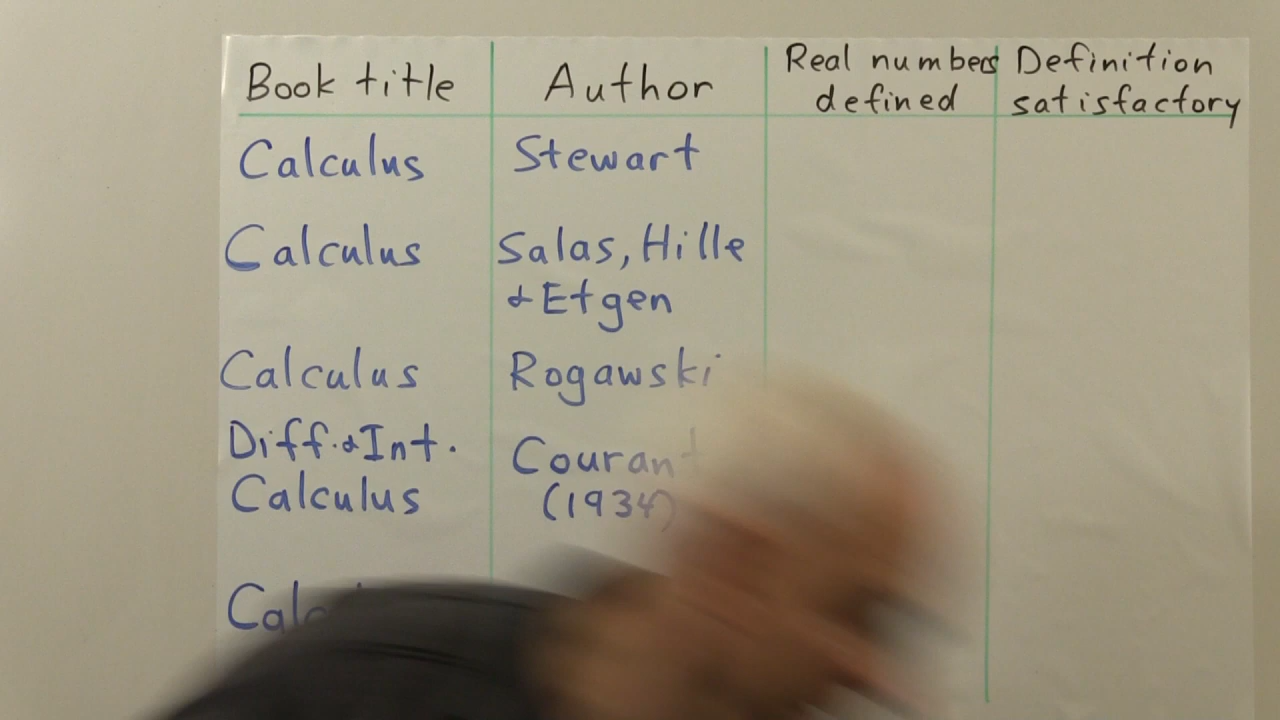 Book title Author Real numbers defined Definition satisfactory
Calculus Stewart
Calculus Salas, Hille
& Etgen
Calculus Rogawski
Diff. & Int. Courant
Calculus (1934)